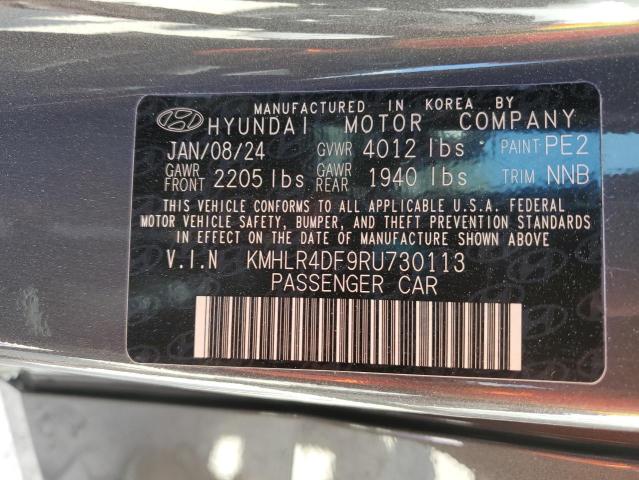 MANUFACTURED IN KOREA BY
HYUNDAI MOTOR COMPANY
JAN/08/24 GVWR 4012 lbs PAINT PE2
GAWR FRONT 2205 lbs GAWR REAR 1940 lbs TRIM NNB
THIS VEHICLE CONFORMS TO ALL APPLICABLE U.S.A. FEDERAL
MOTOR VEHICLE SAFETY, BUMPER, AND THEFT PREVENTION STANDARDS
IN EFFECT ON THE DATE OF MANUFACTURE SHOWN ABOVE.
V.I.N KMHLR4DF9RU730113
PASSENGER CAR